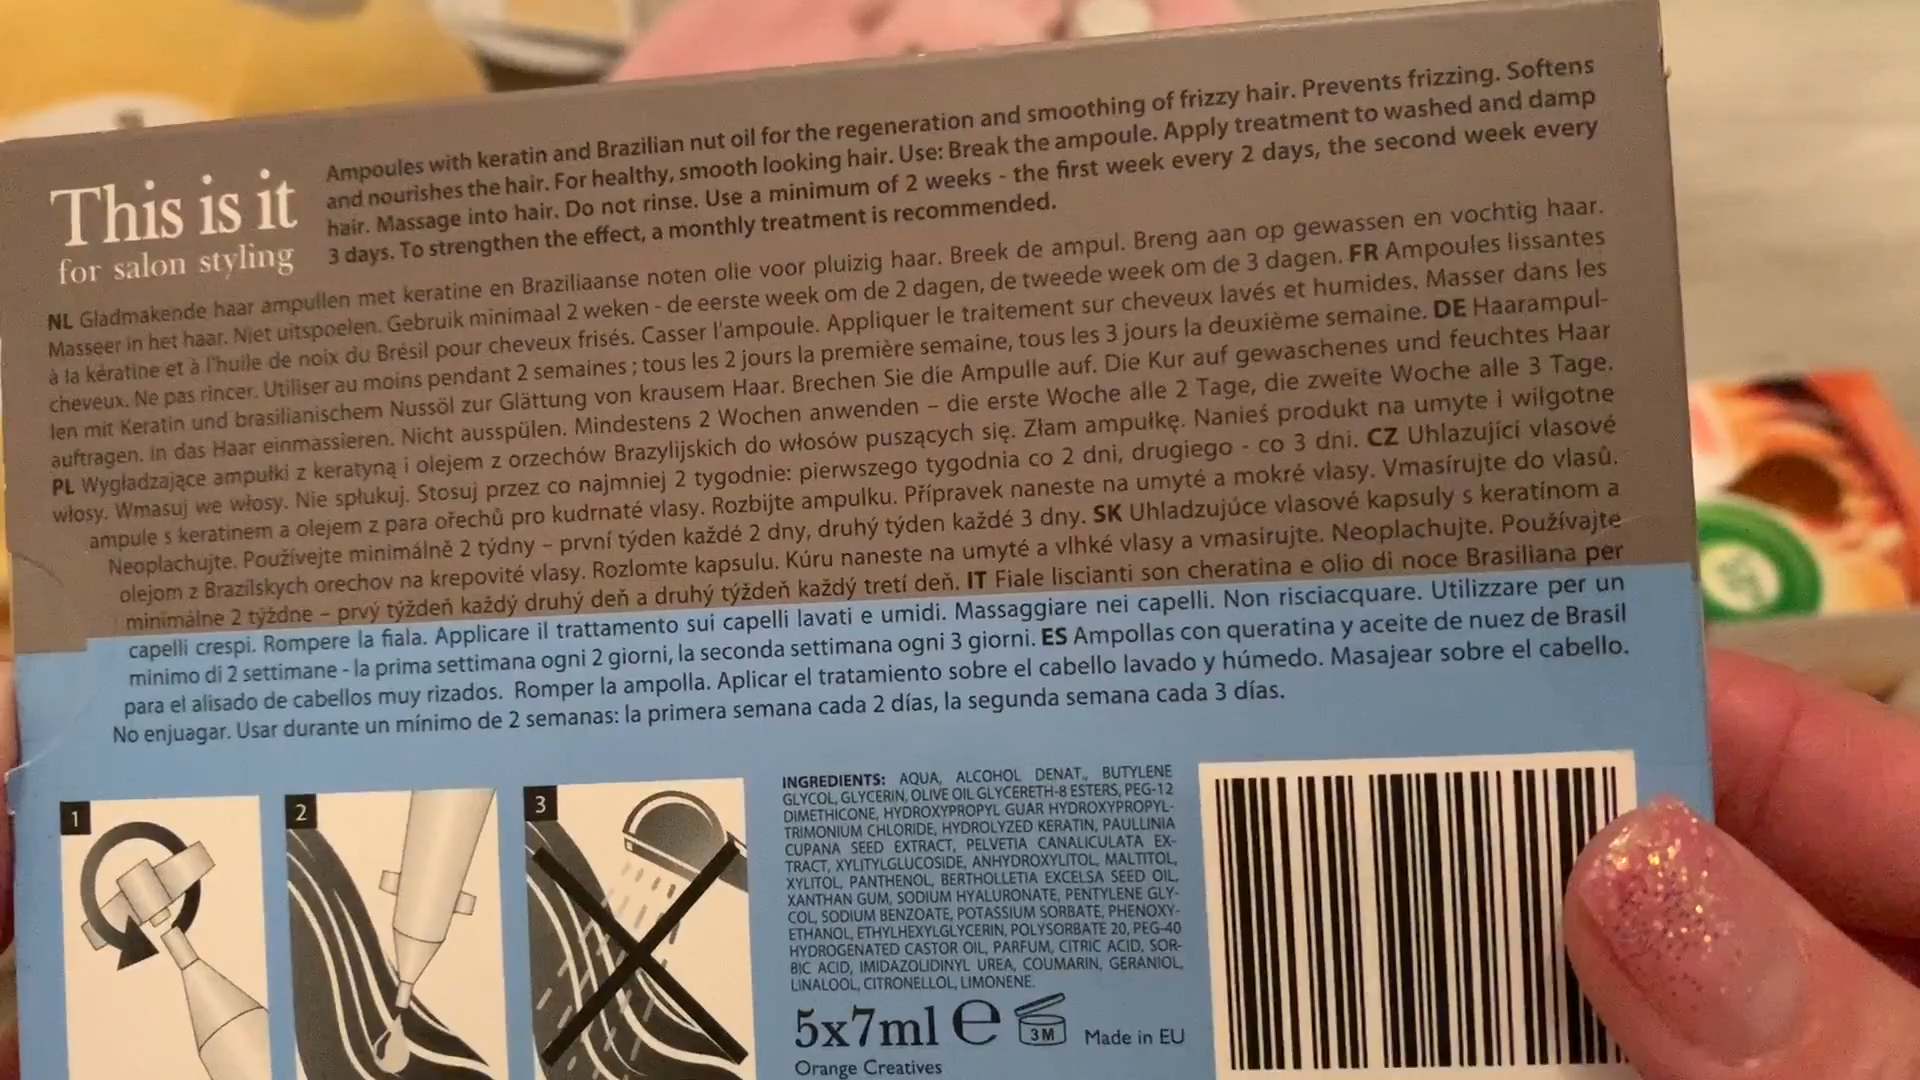 This is it
for salon styling
Ampoules with keratin and Brazilian nut oil for the regeneration and smoothing of frizzy hair. Prevents frizzing. Softens
and nourishes the hair. For healthy, smooth looking hair. Use: Break the ampoule. Apply treatment to washed and damp
hair. Massage into hair. Do not rinse. Use a minimum of 2 weeks - the first week every 2 days, the second week every
3 days. To strengthen the effect, a monthly treatment is recommended.
NL Gladmakende haar ampullen met keratine en Braziliaanse noten olie voor pluizig haar. Breek de ampul. Breng aan op gewassen en vochtig haar.
Masseer in het haar. Niet uitspoelen. Gebruik minimaal 2 weken - de eerste week om de 2 dagen, de tweede week om de 3 dagen. FR Ampoules lissantes
à la kératine et à l'huile de noix du Brésil pour cheveux frisés. Casser l'ampoule. Appliquer le traitement sur cheveux lavés et humides. Masser dans les
cheveux. Ne pas rincer. Utiliser au moins pendant 2 semaines ; tous les 2 jours la première semaine, tous les 3 jours la deuxième semaine. DE Haarampul-
len mit Keratin und brasilianischem Nussöl zur Glättung von krausem Haar. Brechen Sie die Ampulle auf. Die Kur auf gewaschenes und feuchtes Haar
auftragen. In das Haar einmassieren. Nicht ausspülen. Mindestens 2 Wochen anwenden – die erste Woche alle 2 Tage, die zweite Woche alle 3 Tage.
PL Wygładzające ampułki z keratyną i olejem z orzechów Brazylijskich do włosów puszących się. Złam ampułkę. Nanieś produkt na umyte i wilgotne
włosy. Wmasuj we włosy. Nie spłukuj. Stosuj przez co najmniej 2 tygodnie: pierwszego tygodnia co 2 dni, drugiego - co 3 dni. CZ Uhlazující vlasové
ampule s keratinem a olejem z para ořechů pro kudrnaté vlasy. Rozbijte ampulku. Přípravek naneste na umyté a mokré vlasy. Vmasírujte do vlasů.
Neoplachujte. Používejte minimálně 2 týdny – první týden každé 2 dny, druhý týden každé 3 dny. SK Uhladzujúce vlasové kapsuly s keratínom a
olejom z Brazílskych orechov na krepovité vlasy. Rozlomte kapsulu. Kúru naneste na umyté a vlhké vlasy a vmasírujte. Neoplachujte. Používajte
minimálne 2 týždne – prvý týždeň každý druhý deň a druhý týždeň každý tretí deň. IT Fiale liscianti son cheratina e olio di noce Brasiliana per
capelli crespi. Rompere la fiala. Applicare il trattamento sui capelli lavati e umidi. Massaggiare nei capelli. Non risciacquare. Utilizzare per un
minimo di 2 settimane - la prima settimana ogni 2 giorni, la seconda settimana ogni 3 giorni. ES Ampollas con queratina y aceite de nuez de Brasil
para el alisado de cabellos muy rizados. Romper la ampolla. Aplicar el tratamiento sobre el cabello lavado y húmedo. Masajear sobre el cabello.
No enjuagar. Usar durante un mínimo de 2 semanas: la primera semana cada 2 días, la segunda semana cada 3 días.
1
2
3
INGREDIENTS: AQUA, ALCOHOL DENAT., BUTYLENE
GLYCOL, GLYCERIN, OLIVE OIL GLYCERETH-8 ESTERS, PEG-12
DIMETHICONE, HYDROXYPROPYL GUAR HYDROXYPROPYL-
TRIMONIUM CHLORIDE, HYDROLYZED KERATIN, PAULLINIA
CUPANA SEED EXTRACT, PELVETIA CANALICULATA EX-
TRACT, XYLITYLGLUCOSIDE, ANHYDROXYLITOL, MALTITOL,
XYLITOL, PANTHENOL, BERTHOLLETIA EXCELSA SEED OIL,
XANTHAN GUM, SODIUM HYALURONATE, PENTYLENE GLY-
COL, SODIUM BENZOATE, POTASSIUM SORBATE, PHENOXY-
ETHANOL, ETHYLHEXYLGLYCERIN, POLYSORBATE 20, PEG-40
HYDROGENATED CASTOR OIL, PARFUM, CITRIC ACID, SOR-
BIC ACID, IMIDAZOLIDINYL UREA, COUMARIN, GERANIOL,
LINALOOL, CITRONELLOL, LIMONENE.
5x7ml e 3M Made in EU
Orange Creatives